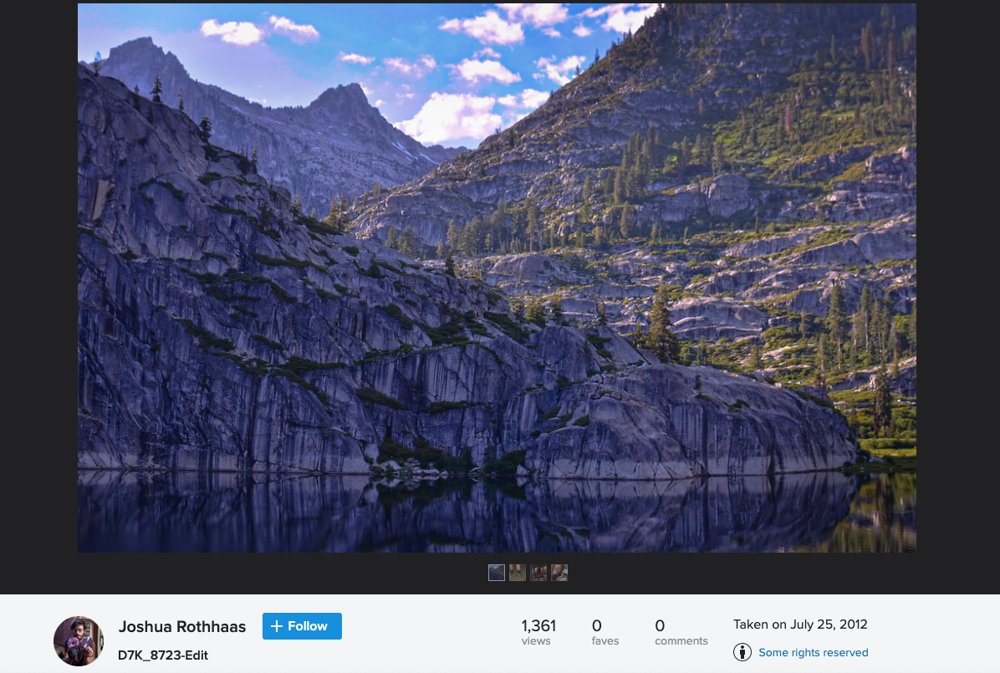 Joshua Rothhaas
+ Follow
D7K_8723-Edit
1,361
views
0
faves
0
comments
Taken on July 25, 2012
Some rights reserved